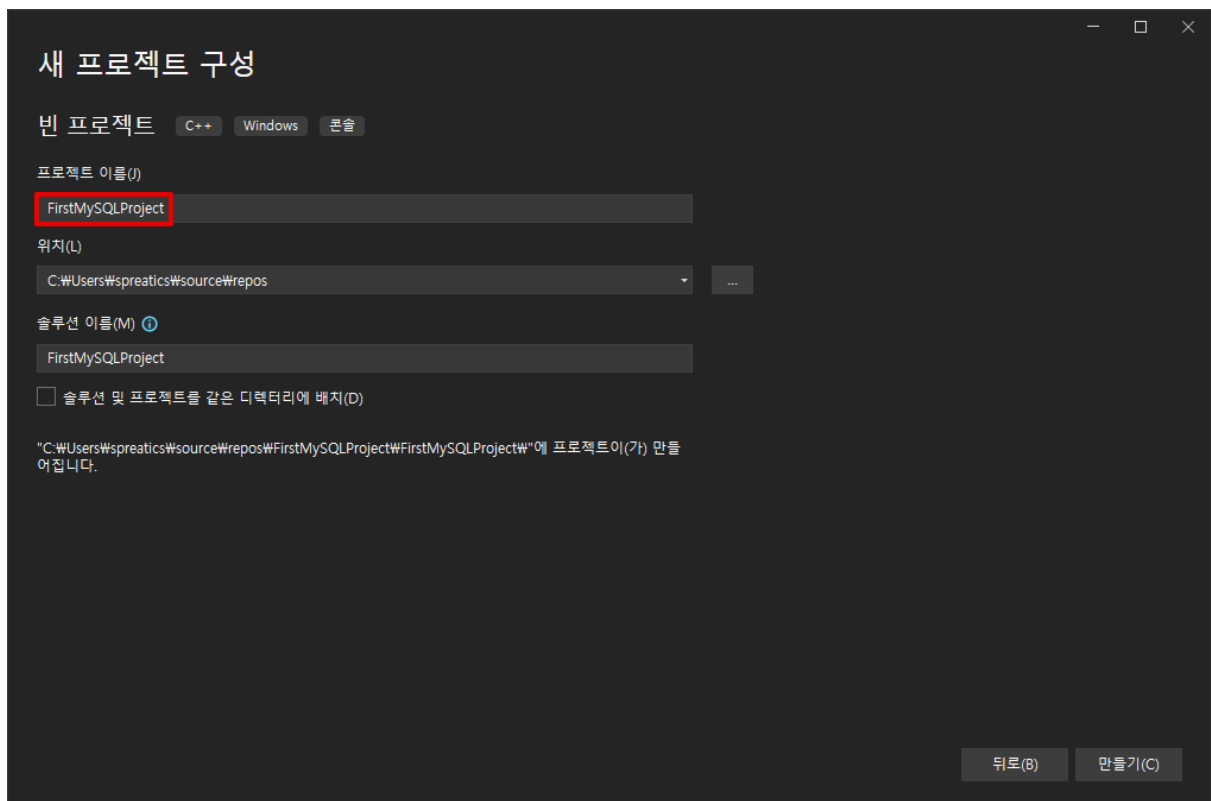 새 프로젝트 구성
빈 프로젝트 C++ Windows 콘솔
프로젝트 이름(J)
FirstMySQLProject
위치(L)
C:₩Users₩spreatics₩source₩repos
...
솔루션 이름(M)
FirstMySQLProject
솔루션 및 프로젝트를 같은 디렉터리에 배치(D)
"C:₩Users₩spreatics₩source₩repos₩FirstMySQLProject₩FirstMySQLProject₩"에 프로젝트이(가) 만들
어집니다.
뒤로(B) 만들기(C)